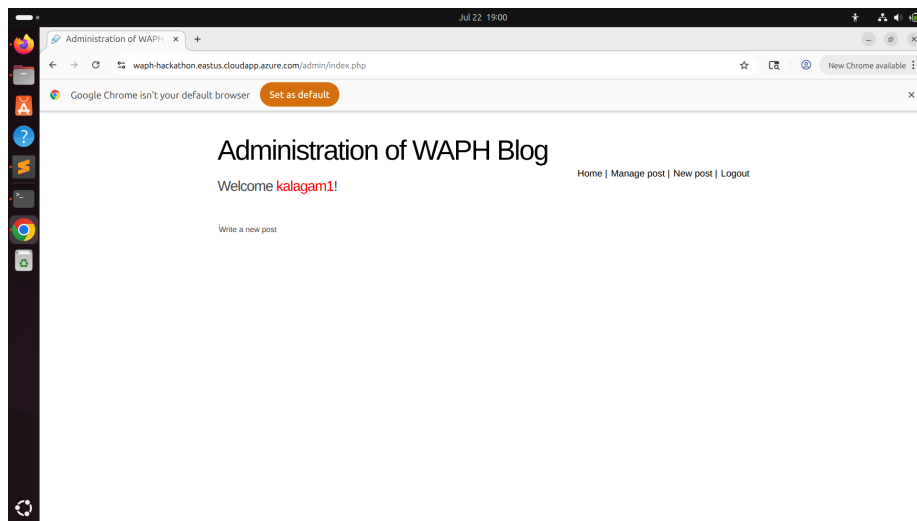 Jul 22 19:00
Administration of WAPH
waph-hackathon.eastus.cloudapp.azure.com/admin/index.php
New Chrome available
Google Chrome isn't your default browser
Set as default
Administration of WAPH Blog
Home | Manage post | New post | Logout
Welcome kalagam1!
Write a new post